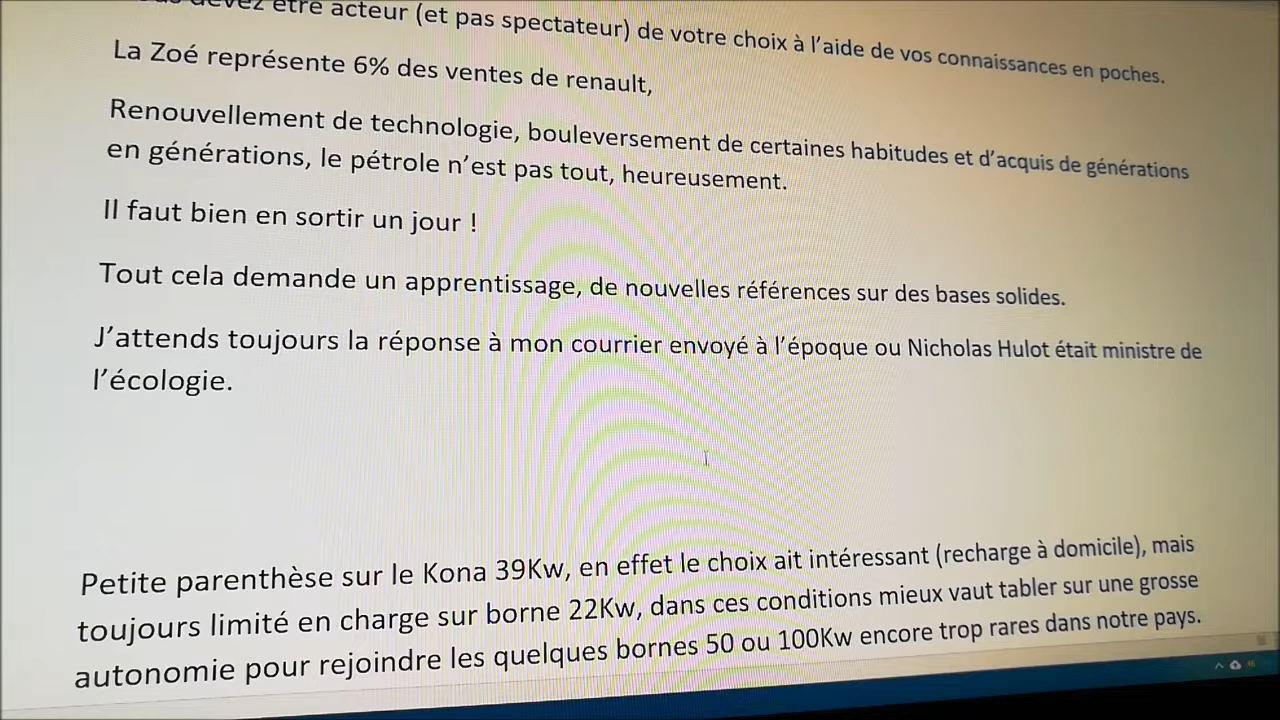 devez être acteur (et pas spectateur) de votre choix à l’aide de vos connaissances en poches.
La Zoé représente 6% des ventes de renault,
Renouvellement de technologie, bouleversement de certaines habitudes et d’acquis de générations
en générations, le pétrole n’est pas tout, heureusement.
Il faut bien en sortir un jour !
Tout cela demande un apprentissage, de nouvelles références sur des bases solides.
J’attends toujours la réponse à mon courrier envoyé à l’époque ou Nicholas Hulot était ministre de
l’écologie.
Petite parenthèse sur le Kona 39Kw, en effet le choix ait intéressant (recharge à domicile), mais
toujours limité en charge sur borne 22Kw, dans ces conditions mieux vaut tabler sur une grosse
autonomie pour rejoindre les quelques bornes 50 ou 100Kw encore trop rares dans notre pays.